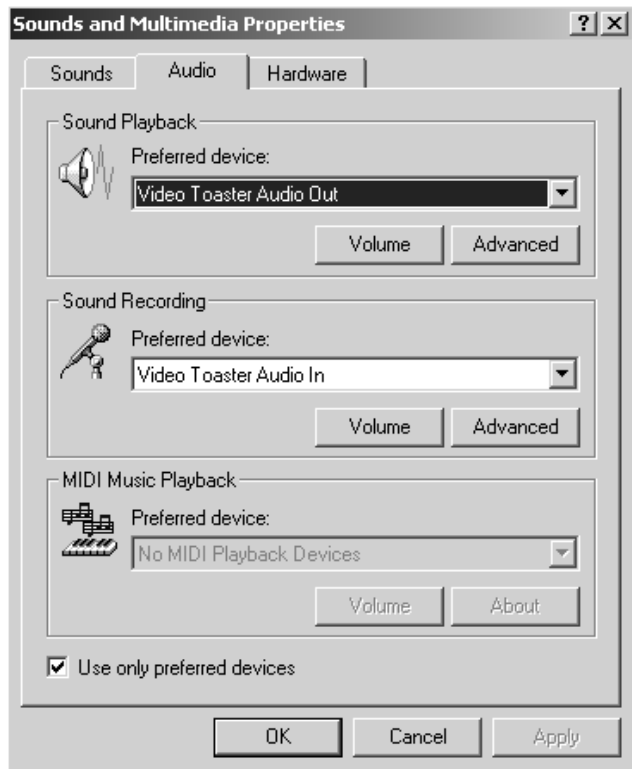 Sounds and Multimedia Properties
Sounds Audio Hardware
Sound Playback
Preferred device:
Video Toaster Audio Out
Volume Advanced
Sound Recording
Preferred device:
Video Toaster Audio In
Volume Advanced
MIDI Music Playback
Preferred device:
No MIDI Playback Devices
Volume About
Use only preferred devices
OK Cancel Apply